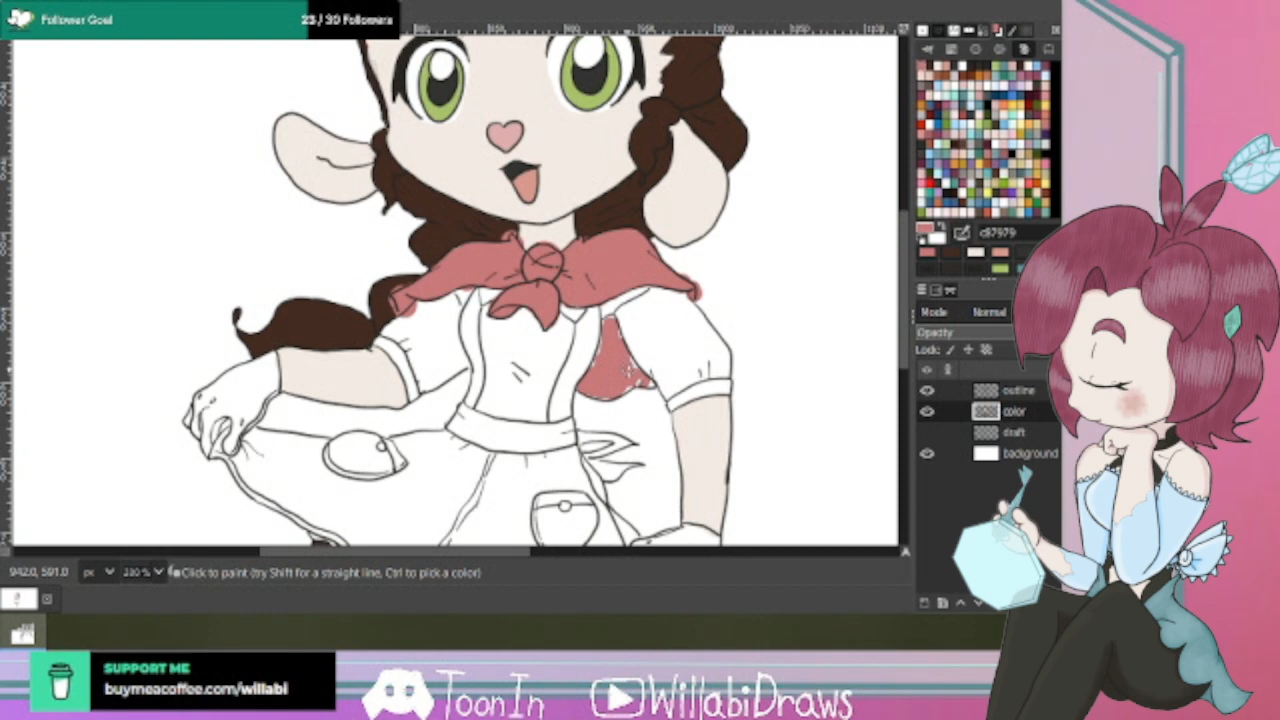 Follower Goal
23 / 30 Followers
c87979
Mode Normal
Opacity
Lock:
outline
color
draft
background
942.0, 591.0 px 200 % Click to paint (try Shift for a straight line, Ctrl to pick a color)
SUPPORT ME
buymeacoffee.com/willabi
ToonIn
WillabiDraws